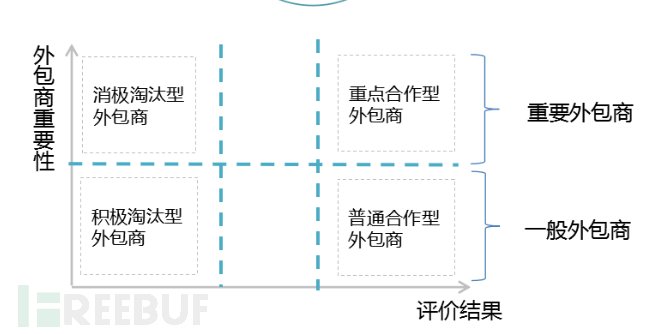 外包商重要性
消极淘汰型
外包商
重点合作型
外包商
重要外包商
积极淘汰型
外包商
普通合作型
外包商
一般外包商
评价结果
FREEBUF